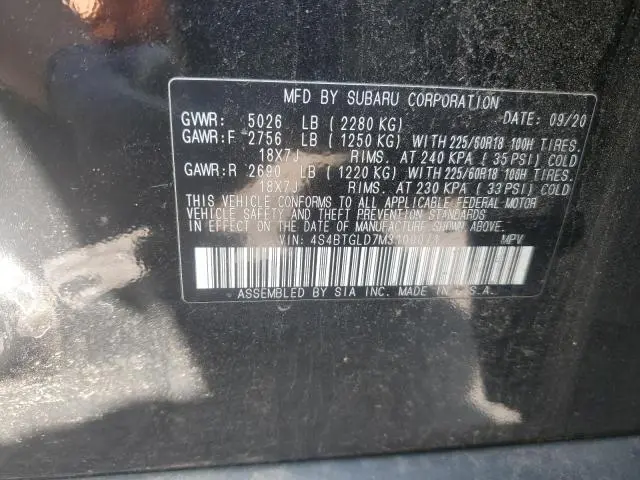 MFD BY SUBARU CORPORATION DATE: 09/20
GVWR: 5026 LB ( 2280 KG)
GAWR:F 2756 LB ( 1250 KG) WITH 225/60R18 100H TIRES.
18X7J RIMS. AT 240 KPA ( 35 PSI) COLD
GAWR:R 2690 LB ( 1220 KG) WITH 225/60R18 100H TIRES.
18X7J RIMS. AT 230 KPA ( 33 PSI) COLD
THIS VEHICLE CONFORMS TO ALL APPLICABLE FEDERAL MOTOR
VEHICLE SAFETY AND THEFT PREVENTION STANDARDS
IN EFFECT ON THE DATE OF MANUFACTURE SHOWN ABOVE.
VIN: MPV
ASSEMBLED BY SIA INC. MADE IN U.S.A.